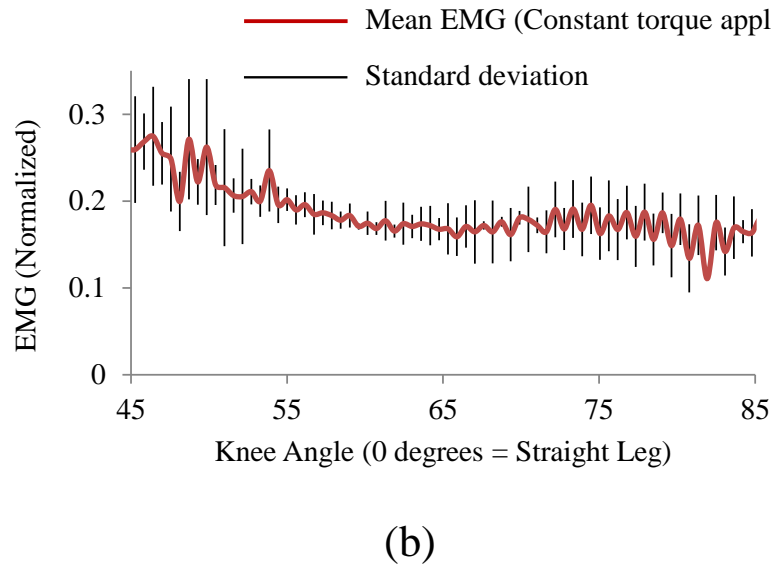 Mean EMG (Constant torque appl
Standard deviation
0.3
0.2
0.1
0
EMG (Normalized)
45 55 65 75 85
Knee Angle (0 degrees = Straight Leg)
(b)